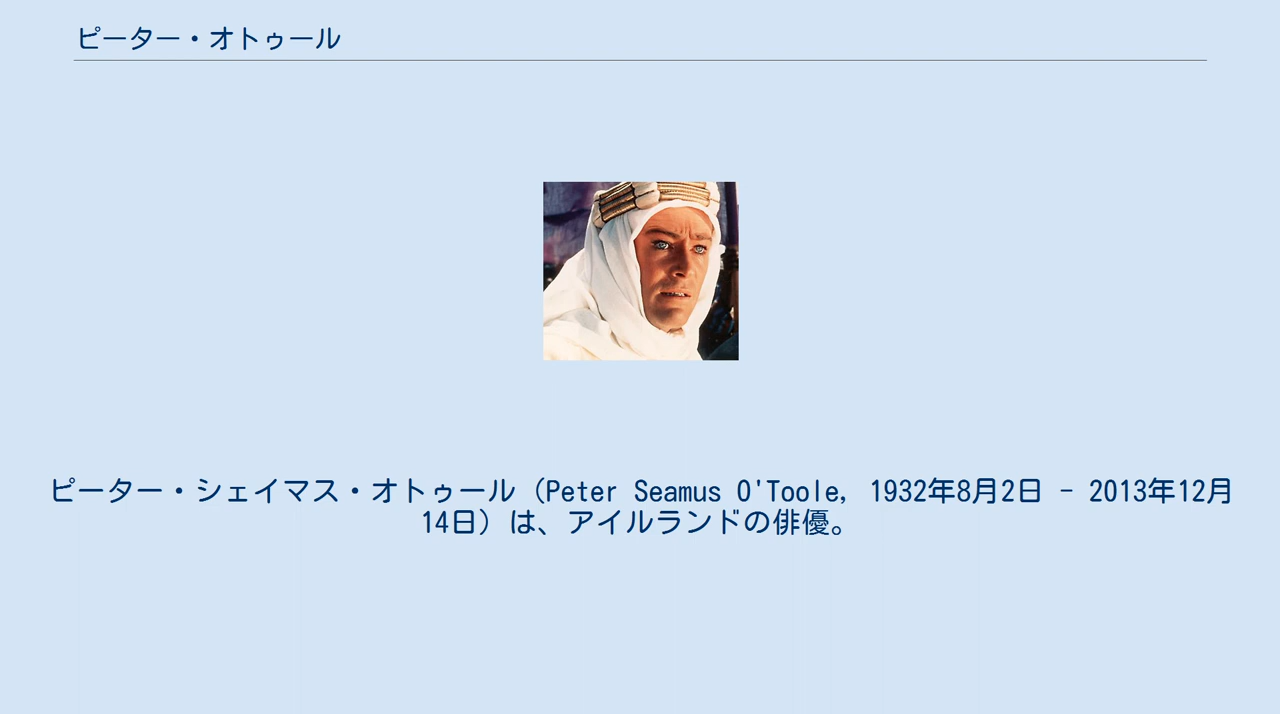 ピーター・オトゥール
ピーター・シェイマス・オトゥール（Peter Seamus O'Toole, 1932年8月2日 - 2013年12月
14日）は、アイルランドの俳優。